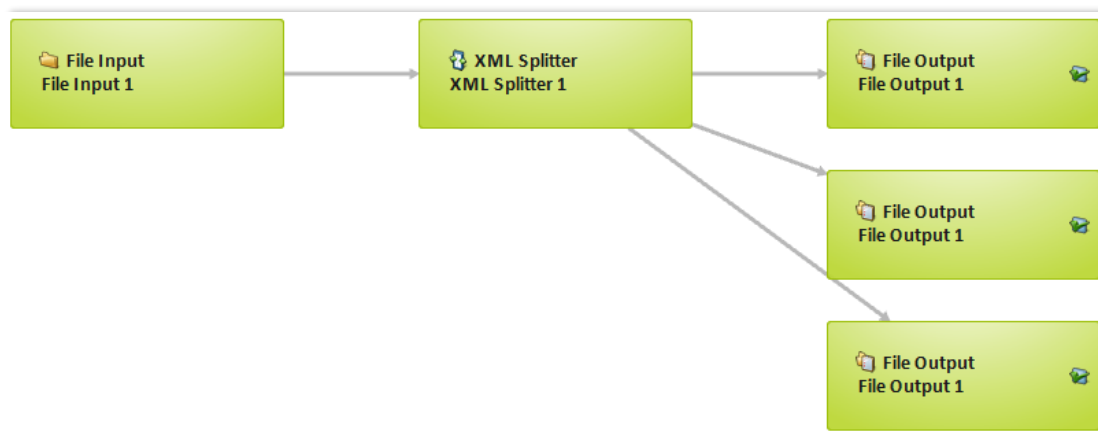 File Input
File Input 1
XML Splitter
XML Splitter 1
File Output
File Output 1
File Output
File Output 1
File Output
File Output 1